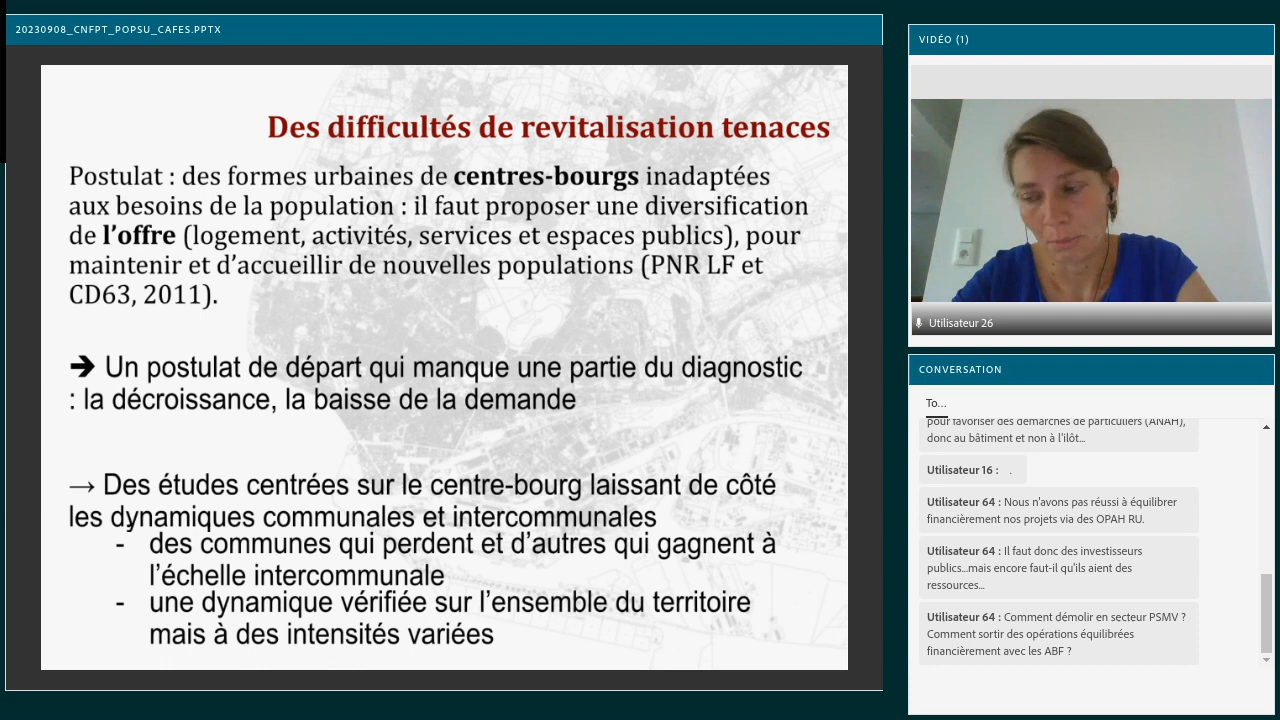 20230908_CNFPT_POPSU_CAFES.PPTX
Des difficultés de revitalisation tenaces
Postulat : des formes urbaines de centres-bourgs inadaptées
aux besoins de la population : il faut proposer une diversification
de l’offre (logement, activités, services et espaces publics), pour
maintenir et d’accueillir de nouvelles populations (PNR LF et
CD63, 2011).
➔ Un postulat de départ qui manque une partie du diagnostic
: la décroissance, la baisse de la demande
→ Des études centrées sur le centre-bourg laissant de côté
les dynamiques communales et intercommunales
- des communes qui perdent et d’autres qui gagnent à
l’échelle intercommunale
- une dynamique vérifiée sur l’ensemble du territoire
mais à des intensités variées
VIDÉO (1)
Utilisateur 26
CONVERSATION
To...
pour favoriser des démarches de particuliers (ANAH),
donc au bâtiment et non à l'ilôt...
Utilisateur 16 : .
Utilisateur 64 : Nous n'avons pas réussi à équilibrer
financièrement nos projets via des OPAH RU.
Utilisateur 64 : Il faut donc des investisseurs
publics...mais encore faut-il qu'ils aient des
ressources...
Utilisateur 64 : Comment démolir en secteur PSMV ?
Comment sortir des opérations équilibrées
financièrement avec les ABF ?